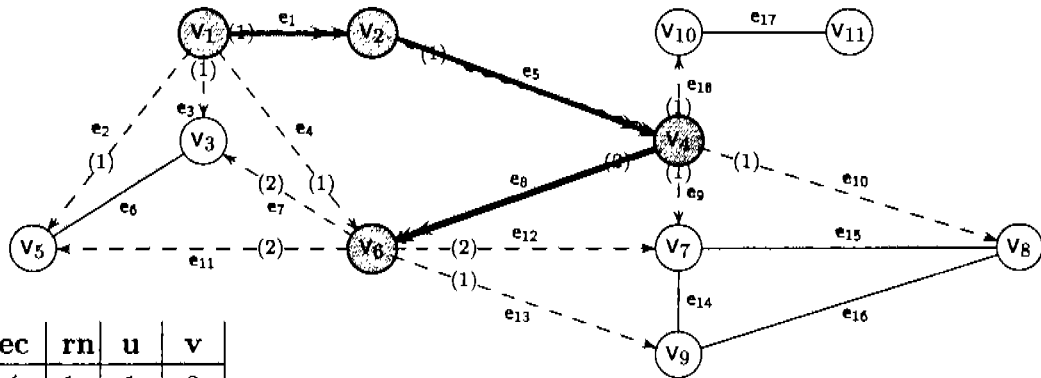 v₁ (1) e₁ v₂ v₁₀ e₁₇ v₁₁
(1) (1) e₅ e₁₈
e₂ e₃ e₄ (1)
v₃ v₄
(1) (2) (1) e₈ (1) (1) e₁₀
e₆ e₇ e₉
v₅ (2) v₆ (2) e₁₂ v₇ e₁₅ v₈
e₁₁ (1)
e₁₃ e₁₄ e₁₆
v₉
ec rn u v